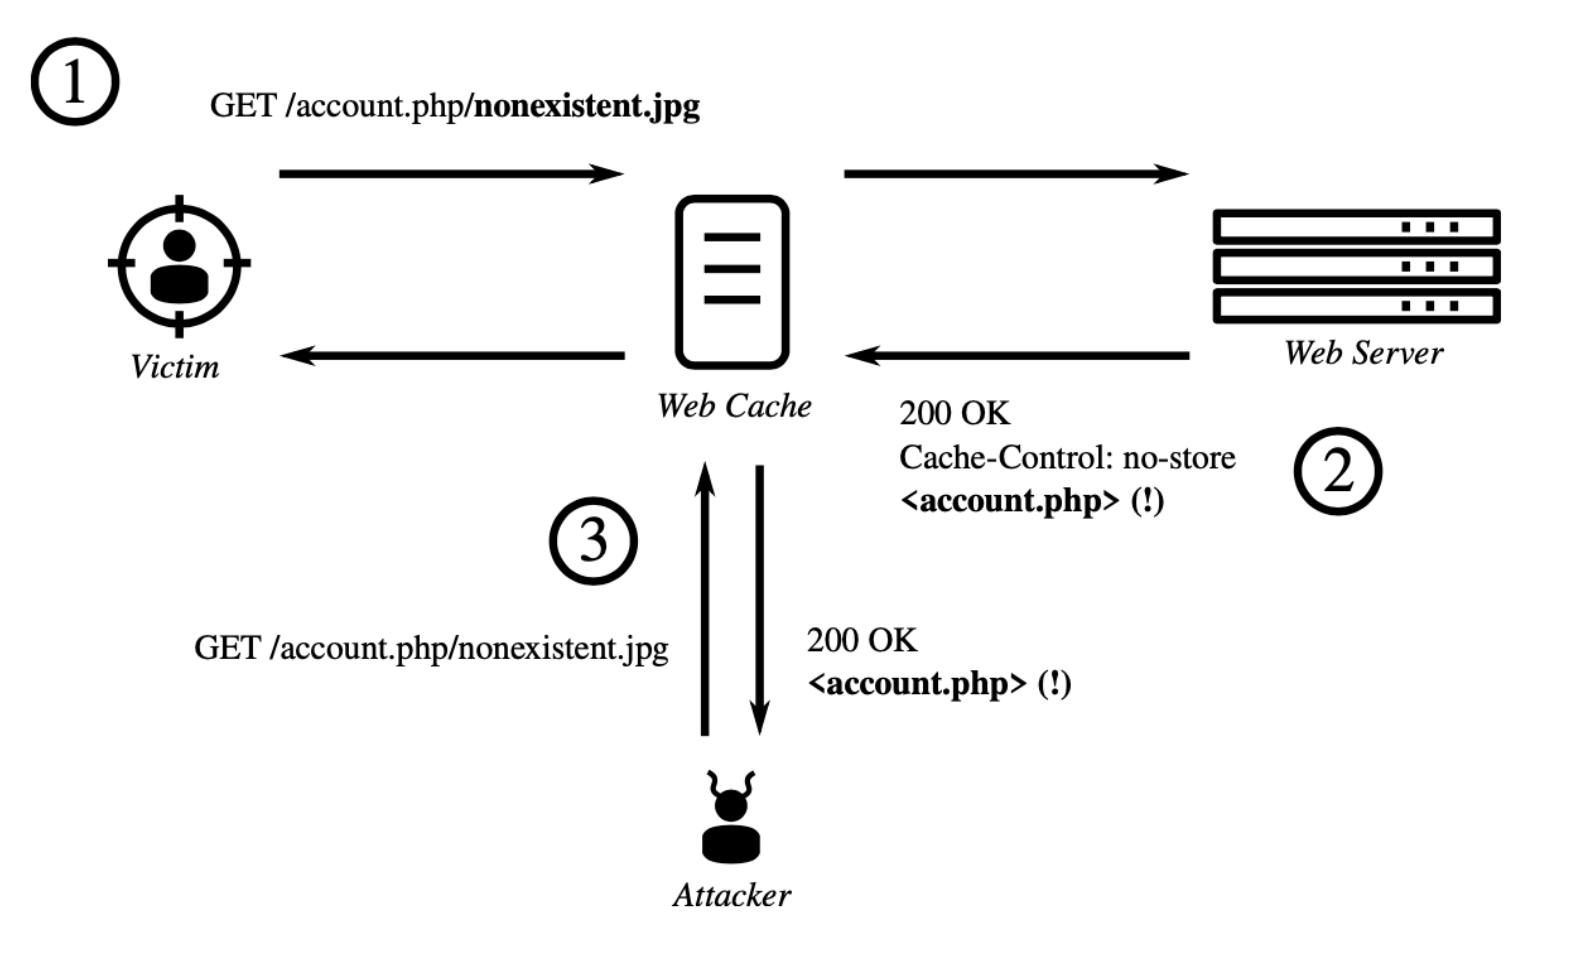 1
GET /account.php/nonexistent.jpg
Victim
Web Cache
Web Server
200 OK
Cache-Control: no-store
<account.php> (!)
2
3
GET /account.php/nonexistent.jpg
200 OK
<account.php> (!)
Attacker